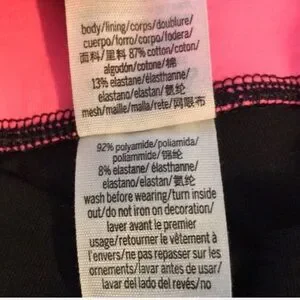 body/lining/corps/doublure/
cuerpo/forro/corpo/fodera/
面料/里料 87% cotton/coton/
algodón/cotone/棉
13% elastane/élasthanne/
elastano/elastan/氨纶
mesh/maille/malla/rete/网眼布
92% polyamide/poliamida/
poliammide/锦纶
8% elastane/élasthanne/
elastano/elastan/氨纶
wash before wearing/turn inside
out/do not iron on decoration/
laver avant le premier
usage/retourner le vêtement à
l'envers/ne pas repasser sur les
ornements/lavar antes de usar/
lavar del lado del revés/no